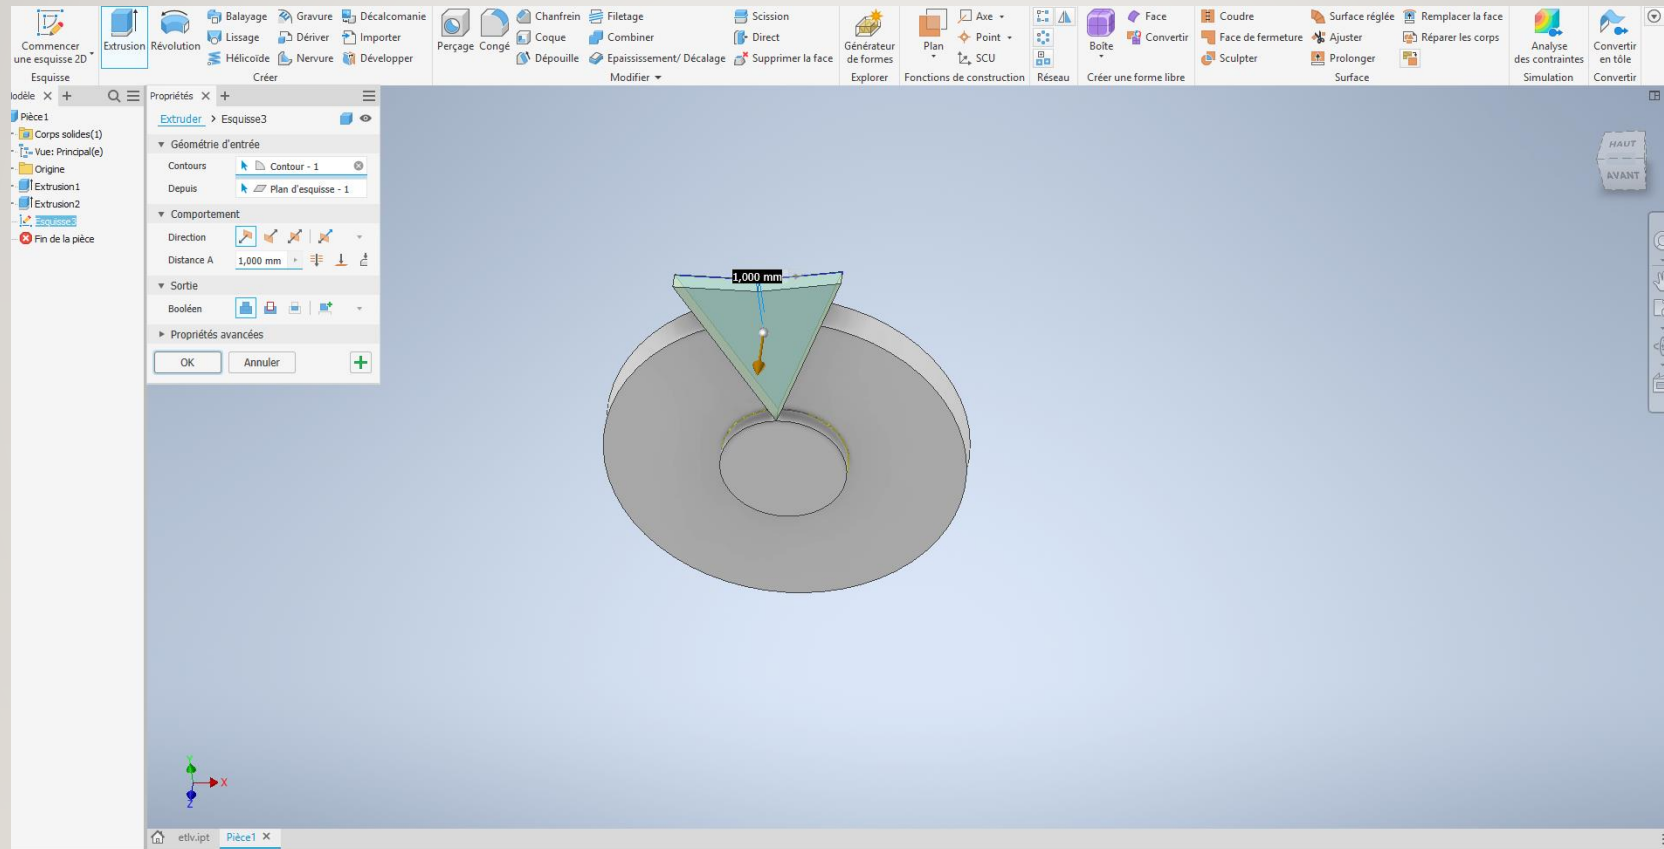 Commencer une esquisse 2D
Extrusion
Révolution
Balayage
Gravure
Décalcomanie
Lissage
Dériver
Importer
Hélicoïde
Nervure
Développer
Perçage
Congé
Chanfrein
Filetage
Scission
Coque
Combiner
Direct
Dépouille
Epaississement/ Décalage
Supprimer la face
Générateur de formes
Plan
Axe
Point
SCU
Boîte
Face
Convertir
Coudre
Surface réglée
Remplacer la face
Face de fermeture
Ajuster
Réparer les corps
Sculpter
Prolonger
Analyse des contraintes
Convertir en tôle
Esquisse
Créer
Modifier
Explorer
Fonctions de construction
Réseau
Créer une forme libre
Surface
Simulation
Convertir
odèle
Pièce1
Corps solides(1)
Vue: Principal(e)
Origine
Extrusion1
Extrusion2
Esquisse3
Fin de la pièce
Propriétés
Extruder > Esquisse3
Géométrie d'entrée
Contours Contour - 1
Depuis Plan d'esquisse - 1
Comportement
Direction
Distance A 1,000 mm
Sortie
Booléen
Propriétés avancées
OK Annuler
1,000 mm
HAUT
AVANT
Y
X
Z
etlv.ipt Pièce1